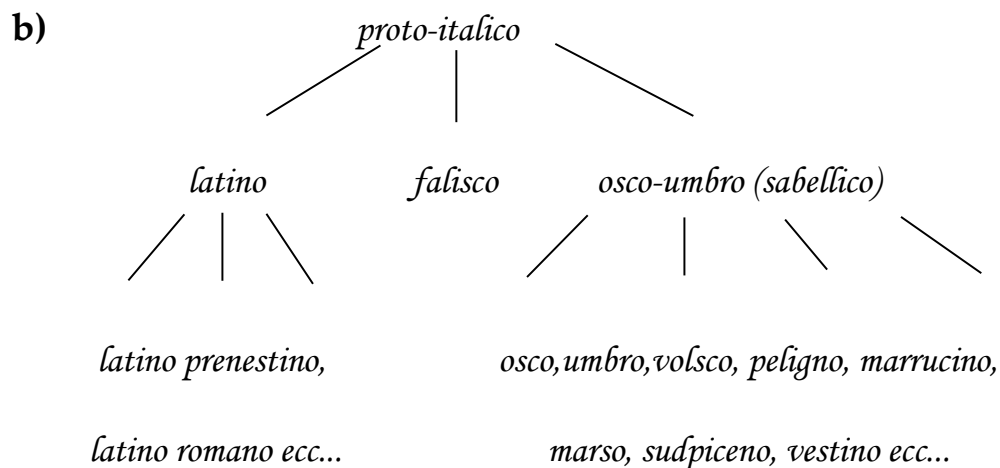 b)
proto-italico
latino falisco osco-umbro (sabellico)
latino prenestino, osco,umbro,volsco, peligno, marrucino,
latino romano ecc... marso, sudpiceno, vestino ecc...